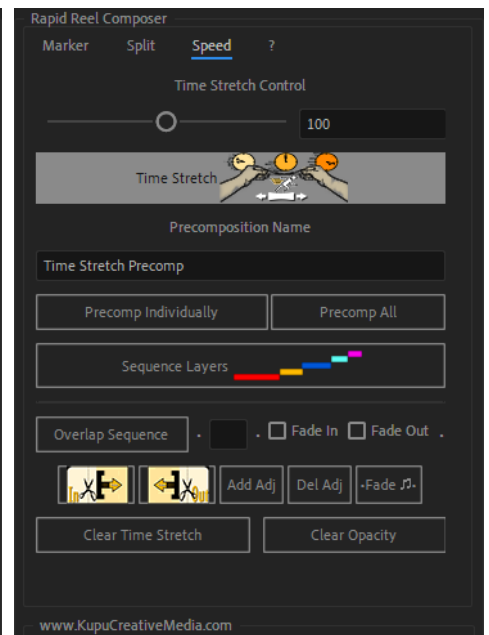 Rapid Reel Composer
Marker Split Speed ?
Time Stretch Control
100
Time Stretch
Precomposition Name
Time Stretch Precomp
Precomp Individually Precomp All
Sequence Layers
Overlap Sequence . . Fade In Fade Out .
In Out Add Adj Del Adj -Fade ♫-
Clear Time Stretch Clear Opacity
www.KupuCreativeMedia.com